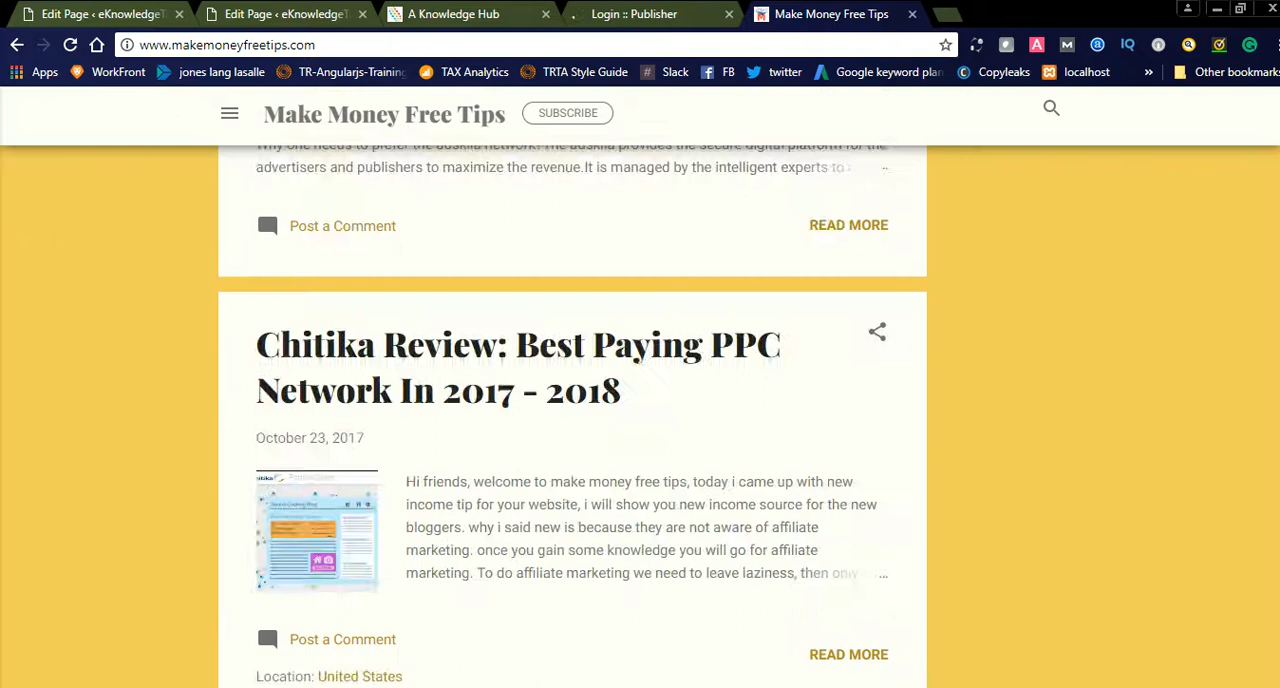 Edit Page ‹ eKnowledgeT
Edit Page ‹ eKnowledgeT
A Knowledge Hub
Login :: Publisher
Make Money Free Tips
www.makemoneyfreetips.com
Apps
WorkFront
jones lang lasalle
TR-Angularjs-Training
TAX Analytics
TRTA Style Guide
Slack
FB
twitter
Google keyword plan
Copyleaks
localhost
»
Other bookmarks
Make Money Free Tips
SUBSCRIBE
advertisers and publishers to maximize the revenue.It is managed by the intelligent experts to
Post a Comment
READ MORE
Chitika Review: Best Paying PPC
Network In 2017 - 2018
October 23, 2017
Hi friends, welcome to make money free tips, today i came up with new
income tip for your website, i will show you new income source for the new
bloggers. why i said new is because they are not aware of affiliate
marketing. once you gain some knowledge you will go for affiliate
marketing. To do affiliate marketing we need to leave laziness, then only ...
Post a Comment
READ MORE
Location: United States